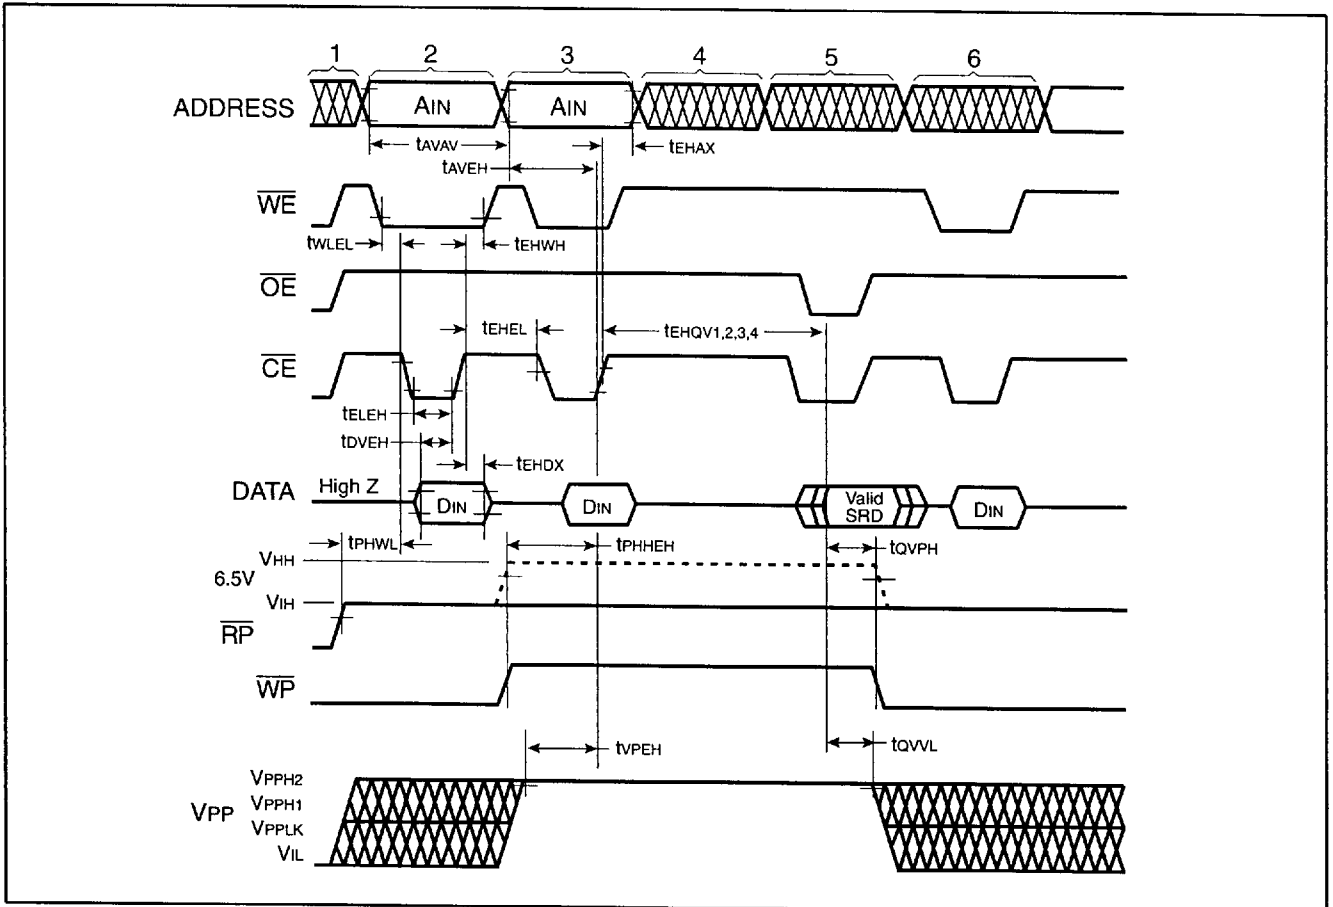 1 2 3 4 5 6
ADDRESS AIN AIN
tAVAV tEHAX
tAVEH
WE
tWLEL tEHWH
OE
tEHEL tEHQV1,2,3,4
CE
tELEH
tDVEH
tEHDX
DATA High Z DIN DIN Valid SRD DIN
tPHWL tPHHEH tQVPH
VHH
6.5V
VIH
RP
WP
tVPEH tQVVL
VPPH2
VPPH1
VPP
VPPLK
VIL